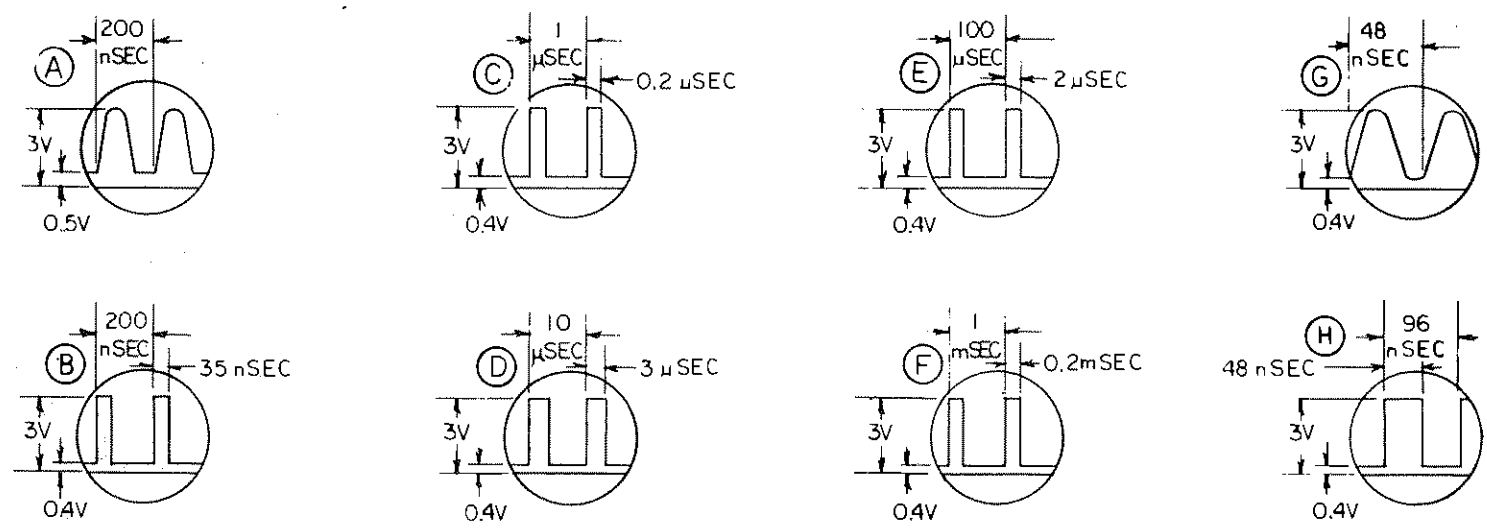 200
nSEC
A
3V
0.5V
1
µSEC
C
0.2 µSEC
3V
0.4V
100
µSEC
E
2 µSEC
3V
0.4V
48
nSEC
G
3V
0.4V
200
nSEC
B
35 nSEC
3V
0.4V
10
µSEC
D
3 µSEC
3V
0.4V
1
mSEC
F
0.2mSEC
3V
0.4V
96
nSEC
H
48 nSEC
3V
0.4V